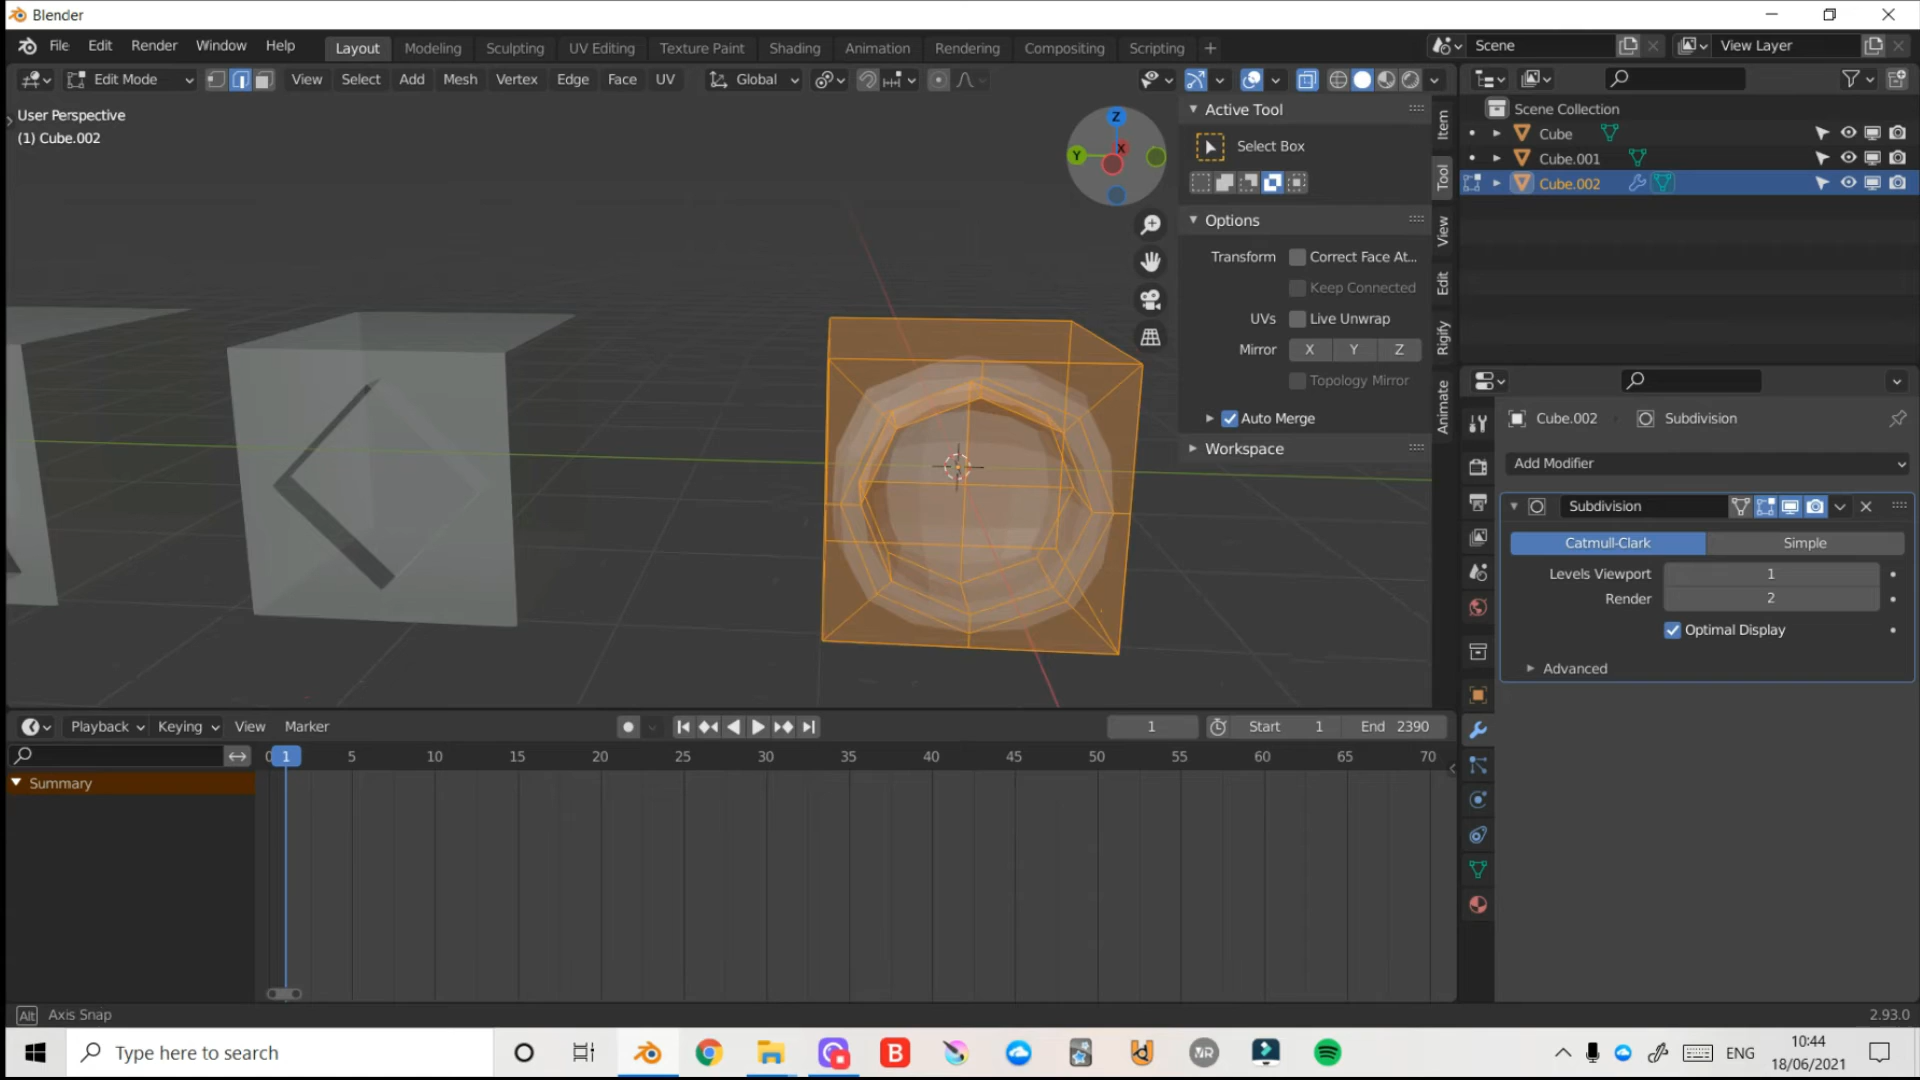 Blender
File Edit Render Window Help Layout Modeling Sculpting UV Editing Texture Paint Shading Animation Rendering Compositing Scripting + Scene View Layer
Edit Mode View Select Add Mesh Vertex Edge Face UV Global
User Perspective
(1) Cube.002
Z
Y
X
Active Tool
Select Box
Options
Transform Correct Face At...
Keep Connected
UVs Live Unwrap
Mirror X Y Z
Topology Mirror
Auto Merge
Workspace
Item
Tool
View
Edit
Rigify
Animate
Scene Collection
Cube
Cube.001
Cube.002
Cube.002 Subdivision
Add Modifier
Subdivision
Catmull-Clark Simple
Levels Viewport 1
Render 2
Optimal Display
Advanced
Playback Keying View Marker 1 Start 1 End 2390
0 1 5 10 15 20 25 30 35 40 45 50 55 60 65 70
Summary
Alt Axis Snap 2.93.0
Type here to search B VR ENG 10:44
18/06/2021